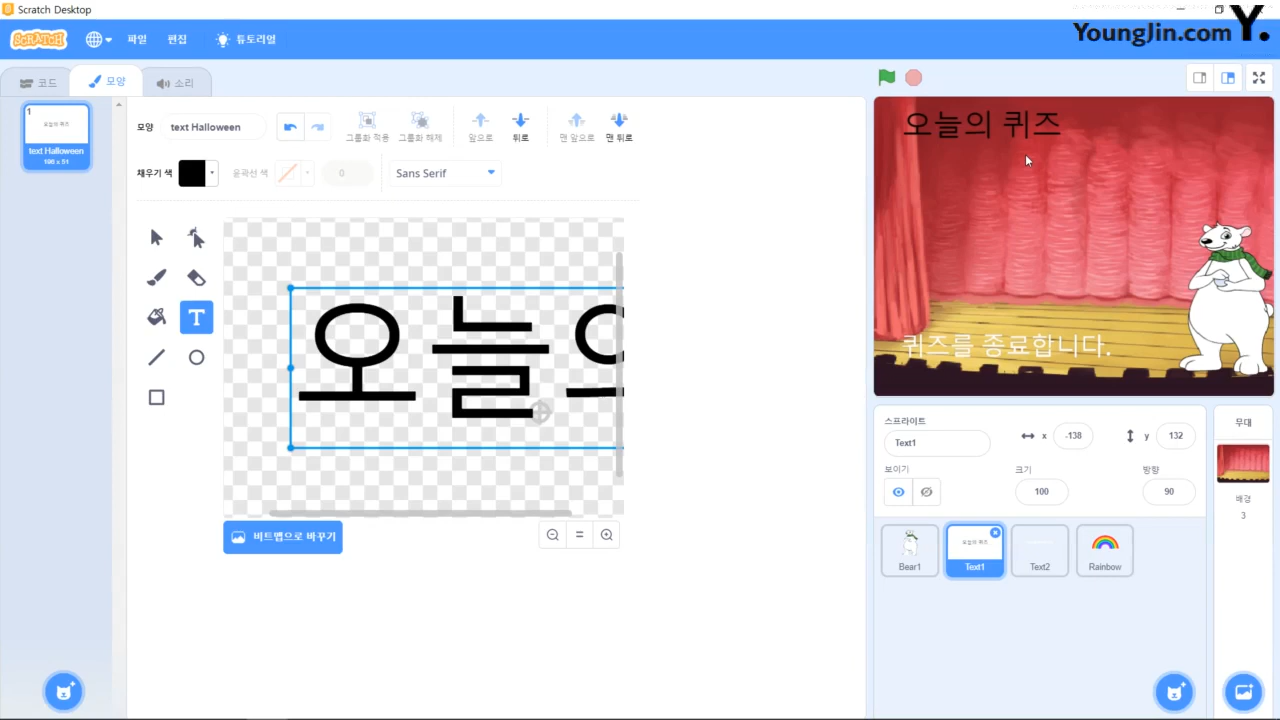 Scratch Desktop
SCRATCH
파일
편집
튜토리얼
YoungJin.com Y.
코드
모양
소리
1
오늘의 퀴즈
text Halloween
196 x 51
모양
text Halloween
그룹화 적용
그룹화 해제
앞으로
뒤로
맨 앞으로
맨 뒤로
채우기 색
윤곽선 색
0
Sans Serif
T
오늘의
비트맵으로 바꾸기
오늘의 퀴즈
퀴즈를 종료합니다.
스프라이트
Text1
x
-138
y
132
보이기
크기
방향
100
90
무대
배경
3
Bear1
오늘의 퀴즈
Text1
Text2
Rainbow